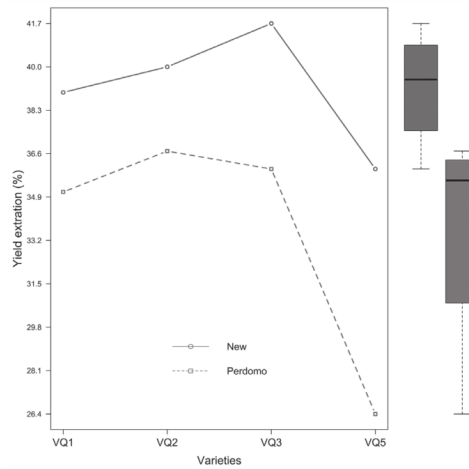 41.7
40.0
38.3
36.6
34.9
33.2
31.5
29.8
28.1
26.4
Yield extration (%)
New
Perdomo
VQ1 VQ2 VQ3 VQ5
Varieties